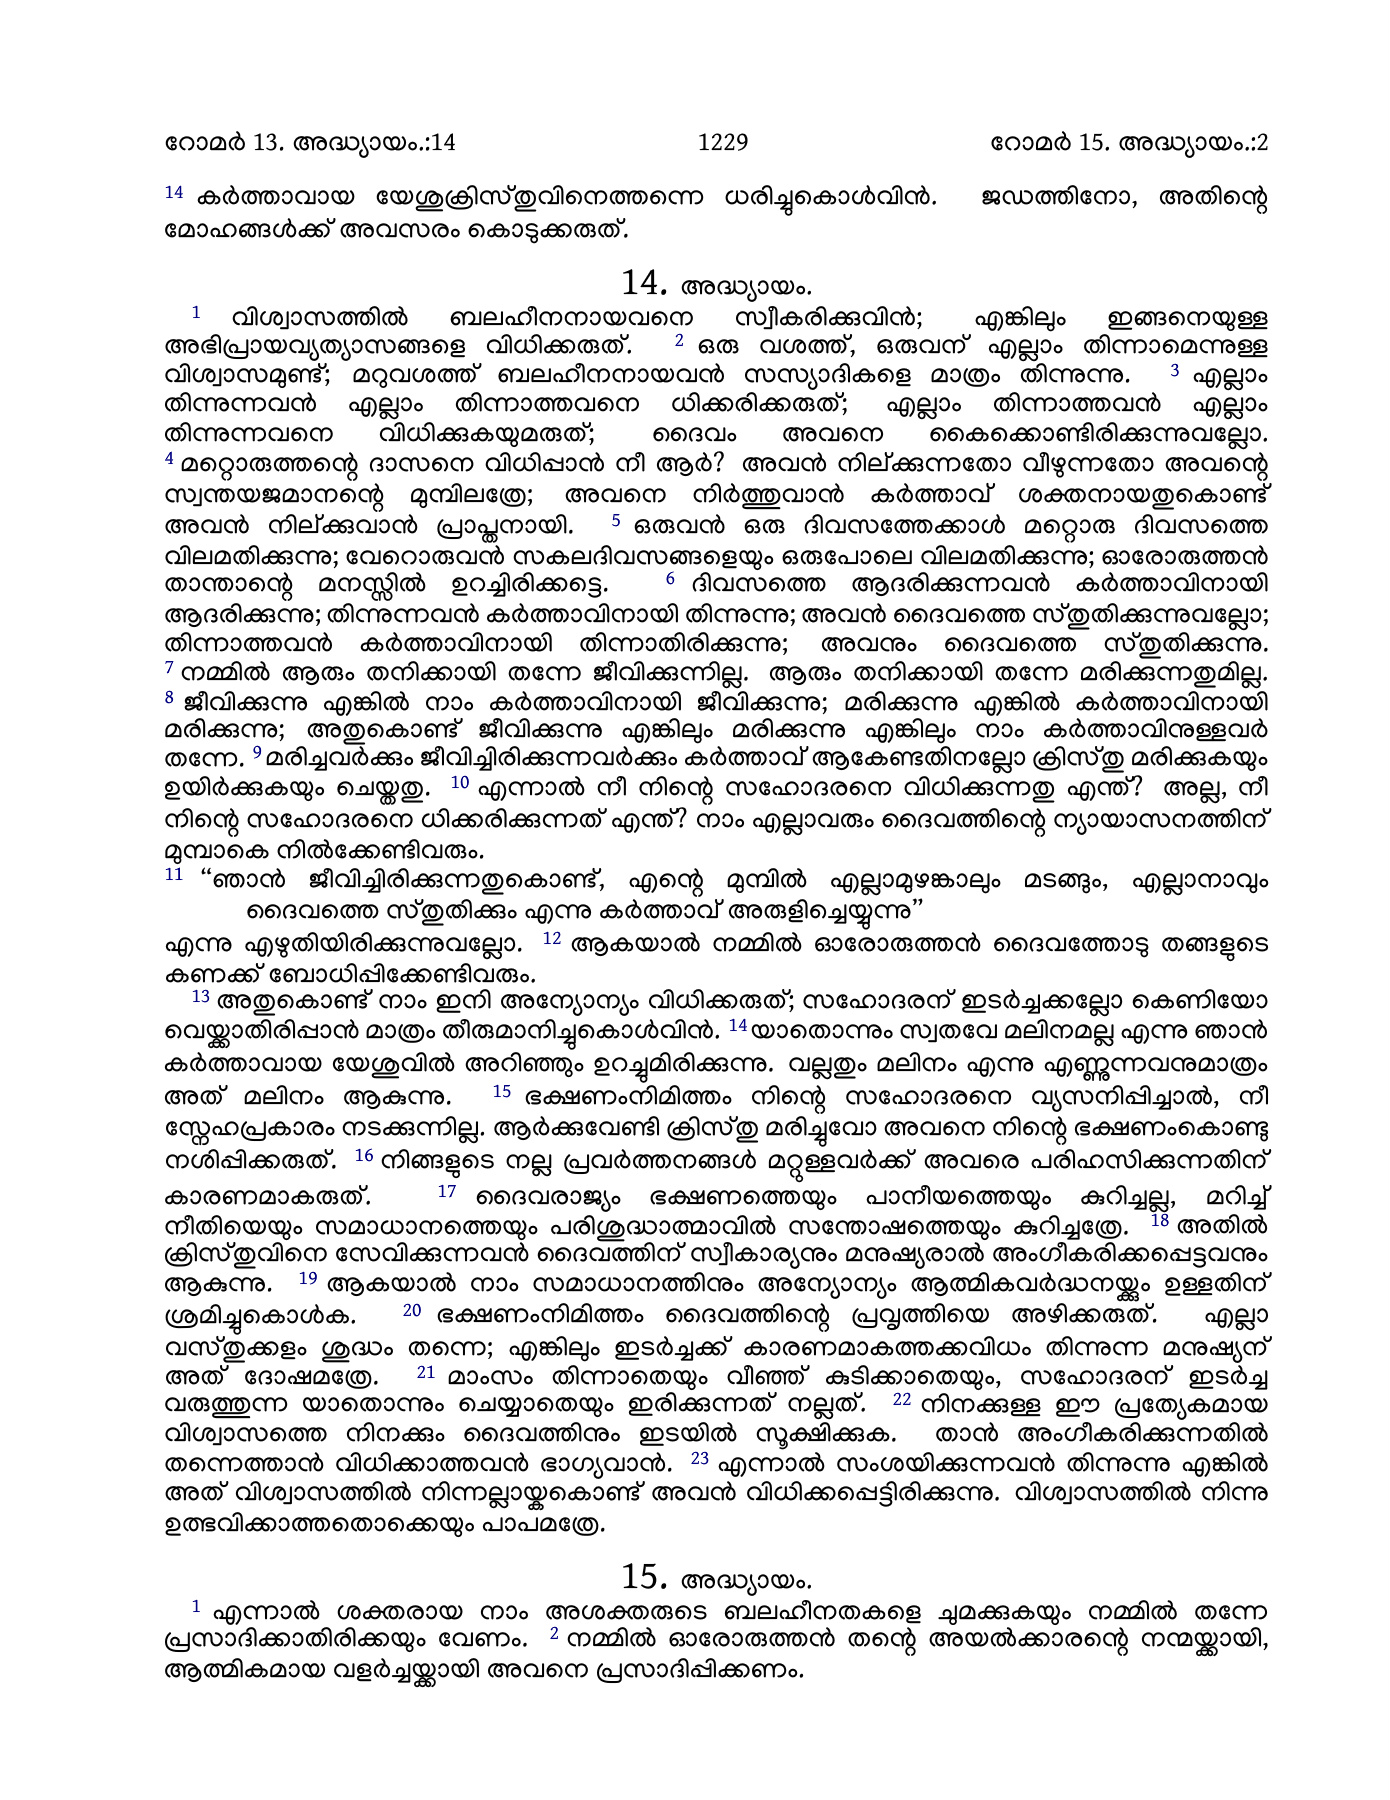 റോമർ 13. അദ്ധ്യായം.:14 1229 റോമർ 15. അദ്ധ്യായം.:2
14 കർത്താവായ യേശുക്രിസ്തുവിനെത്തന്നെ ധരിച്ചുകൊൾവിൻ. ജഡത്തിനോ, അതിന്റെ
മോഹങ്ങൾക്ക് അവസരം കൊടുക്കരുത്.
14. അദ്ധ്യായം.
1 വിശ്വാസത്തിൽ ബലഹീനനായവനെ സ്വീകരിക്കുവിൻ; എങ്കിലും ഇങ്ങനെയുള്ള
അഭിപ്രായവ്യത്യാസങ്ങളെ വിധിക്കരുത്. 2 ഒരു വശത്ത്, ഒരുവന് എല്ലാം തിന്നാമെന്നുള്ള
വിശ്വാസമുണ്ട്; മറുവശത്ത് ബലഹീനനായവൻ സസ്യാദികളെ മാത്രം തിന്നുന്നു. 3 എല്ലാം
തിന്നുന്നവൻ എല്ലാം തിന്നാത്തവനെ ധിക്കരിക്കരുത്; എല്ലാം തിന്നാത്തവൻ എല്ലാം
തിന്നുന്നവനെ വിധിക്കുകയുമരുത്; ദൈവം അവനെ കൈക്കൊണ്ടിരിക്കുന്നുവല്ലോ.
4 മറ്റൊരുത്തന്റെ ദാസനെ വിധിപ്പാൻ നീ ആർ? അവൻ നില്ക്കുന്നതോ വീഴുന്നതോ അവന്റെ
സ്വന്തയജമാനന്റെ മുമ്പിലത്രേ; അവനെ നിർത്തുവാൻ കർത്താവ് ശക്തനായതുകൊണ്ട്
അവൻ നില്ക്കുവാൻ പ്രാപ്തനായി. 5 ഒരുവൻ ഒരു ദിവസത്തേക്കാൾ മറ്റൊരു ദിവസത്തെ
വിലമതിക്കുന്നു; വേറൊരുവൻ സകലദിവസങ്ങളെയും ഒരുപോലെ വിലമതിക്കുന്നു; ഓരോരുത്തൻ
താന്താന്റെ മനസ്സിൽ ഉറച്ചിരിക്കട്ടെ. 6 ദിവസത്തെ ആദരിക്കുന്നവൻ കർത്താവിനായി
ആദരിക്കുന്നു; തിന്നുന്നവൻ കർത്താവിനായി തിന്നുന്നു; അവൻ ദൈവത്തെ സ്തുതിക്കുന്നുവല്ലോ;
തിന്നാത്തവൻ കർത്താവിനായി തിന്നാതിരിക്കുന്നു; അവനും ദൈവത്തെ സ്തുതിക്കുന്നു.
7 നമ്മിൽ ആരും തനിക്കായി തന്നേ ജീവിക്കുന്നില്ല. ആരും തനിക്കായി തന്നേ മരിക്കുന്നതുമില്ല.
8 ജീവിക്കുന്നു എങ്കിൽ നാം കർത്താവിനായി ജീവിക്കുന്നു; മരിക്കുന്നു എങ്കിൽ കർത്താവിനായി
മരിക്കുന്നു; അതുകൊണ്ട് ജീവിക്കുന്നു എങ്കിലും മരിക്കുന്നു എങ്കിലും നാം കർത്താവിനുള്ളവർ
തന്നേ. 9 മരിച്ചവർക്കും ജീവിച്ചിരിക്കുന്നവർക്കും കർത്താവ് ആകേണ്ടതിനല്ലോ ക്രിസ്തു മരിക്കുകയും
ഉയിർക്കുകയും ചെയ്തതു. 10 എന്നാൽ നീ നിന്റെ സഹോദരനെ വിധിക്കുന്നതു എന്ത്? അല്ല, നീ
നിന്റെ സഹോദരനെ ധിക്കരിക്കുന്നത് എന്ത്? നാം എല്ലാവരും ദൈവത്തിന്റെ ന്യായാസനത്തിന്
മുമ്പാകെ നിൽക്കേണ്ടിവരും.
11 “ഞാൻ ജീവിച്ചിരിക്കുന്നതുകൊണ്ട്, എന്റെ മുമ്പിൽ എല്ലാമുഴങ്കാലും മടങ്ങും, എല്ലാനാവും
ദൈവത്തെ സ്തുതിക്കും എന്നു കർത്താവ് അരുളിച്ചെയ്യുന്നു”
എന്നു എഴുതിയിരിക്കുന്നുവല്ലോ. 12 ആകയാൽ നമ്മിൽ ഓരോരുത്തൻ ദൈവത്തോടു തങ്ങളുടെ
കണക്ക് ബോധിപ്പിക്കേണ്ടിവരും.
13 അതുകൊണ്ട് നാം ഇനി അന്യോന്യം വിധിക്കരുത്; സഹോദരന് ഇടർച്ചക്കല്ലോ കെണിയോ
വെയ്ക്കാതിരിപ്പാൻ മാത്രം തീരുമാനിച്ചുകൊൾവിൻ. 14 യാതൊന്നും സ്വതവേ മലിനമല്ല എന്നു ഞാൻ
കർത്താവായ യേശുവിൽ അറിഞ്ഞും ഉറച്ചുമിരിക്കുന്നു. വല്ലതും മലിനം എന്നു എണ്ണുന്നവനുമാത്രം
അത് മലിനം ആകുന്നു. 15 ഭക്ഷണംനിമിത്തം നിന്റെ സഹോദരനെ വ്യസനിപ്പിച്ചാൽ, നീ
സ്നേഹപ്രകാരം നടക്കുന്നില്ല. ആർക്കുവേണ്ടി ക്രിസ്തു മരിച്ചുവോ അവനെ നിന്റെ ഭക്ഷണംകൊണ്ടു
നശിപ്പിക്കരുത്. 16 നിങ്ങളുടെ നല്ല പ്രവർത്തനങ്ങൾ മറ്റുള്ളവർക്ക് അവരെ പരിഹസിക്കുന്നതിന്
കാരണമാകരുത്. 17 ദൈവരാജ്യം ഭക്ഷണത്തെയും പാനീയത്തെയും കുറിച്ചല്ല, മറിച്ച്
നീതിയെയും സമാധാനത്തെയും പരിശുദ്ധാത്മാവിൽ സന്തോഷത്തെയും കുറിച്ചത്രേ. 18 അതിൽ
ക്രിസ്തുവിനെ സേവിക്കുന്നവൻ ദൈവത്തിന് സ്വീകാര്യനും മനുഷ്യരാൽ അംഗീകരിക്കപ്പെട്ടവനും
ആകുന്നു. 19 ആകയാൽ നാം സമാധാനത്തിനും അന്യോന്യം ആത്മികവർദ്ധനയ്ക്കും ഉള്ളതിന്
ശ്രമിച്ചുകൊൾക. 20 ഭക്ഷണംനിമിത്തം ദൈവത്തിന്റെ പ്രവൃത്തിയെ അഴിക്കരുത്. എല്ലാ
വസ്തുക്കളം ശുദ്ധം തന്നെ; എങ്കിലും ഇടർച്ചക്ക് കാരണമാകത്തക്കവിധം തിന്നുന്ന മനുഷ്യന്
അത് ദോഷമത്രേ. 21 മാംസം തിന്നാതെയും വീഞ്ഞ് കുടിക്കാതെയും, സഹോദരന് ഇടർച്ച
വരുത്തുന്ന യാതൊന്നും ചെയ്യാതെയും ഇരിക്കുന്നത് നല്ലത്. 22 നിനക്കുള്ള ഈ പ്രത്യേകമായ
വിശ്വാസത്തെ നിനക്കും ദൈവത്തിനും ഇടയിൽ സൂക്ഷിക്കുക. താൻ അംഗീകരിക്കുന്നതിൽ
തന്നെത്താൻ വിധിക്കാത്തവൻ ഭാഗ്യവാൻ. 23 എന്നാൽ സംശയിക്കുന്നവൻ തിന്നുന്നു എങ്കിൽ
അത് വിശ്വാസത്തിൽ നിന്നല്ലായ്കകൊണ്ട് അവൻ വിധിക്കപ്പെട്ടിരിക്കുന്നു. വിശ്വാസത്തിൽ നിന്നു
ഉത്ഭവിക്കാത്തതൊക്കെയും പാപമത്രേ.
15. അദ്ധ്യായം.
1 എന്നാൽ ശക്തരായ നാം അശക്തരുടെ ബലഹീനതകളെ ചുമക്കുകയും നമ്മിൽ തന്നേ
പ്രസാദിക്കാതിരിക്കയും വേണം. 2 നമ്മിൽ ഓരോരുത്തൻ തന്റെ അയൽക്കാരന്റെ നന്മയ്ക്കായി,
ആത്മികമായ വളർച്ചയ്ക്കായി അവനെ പ്രസാദിപ്പിക്കണം.